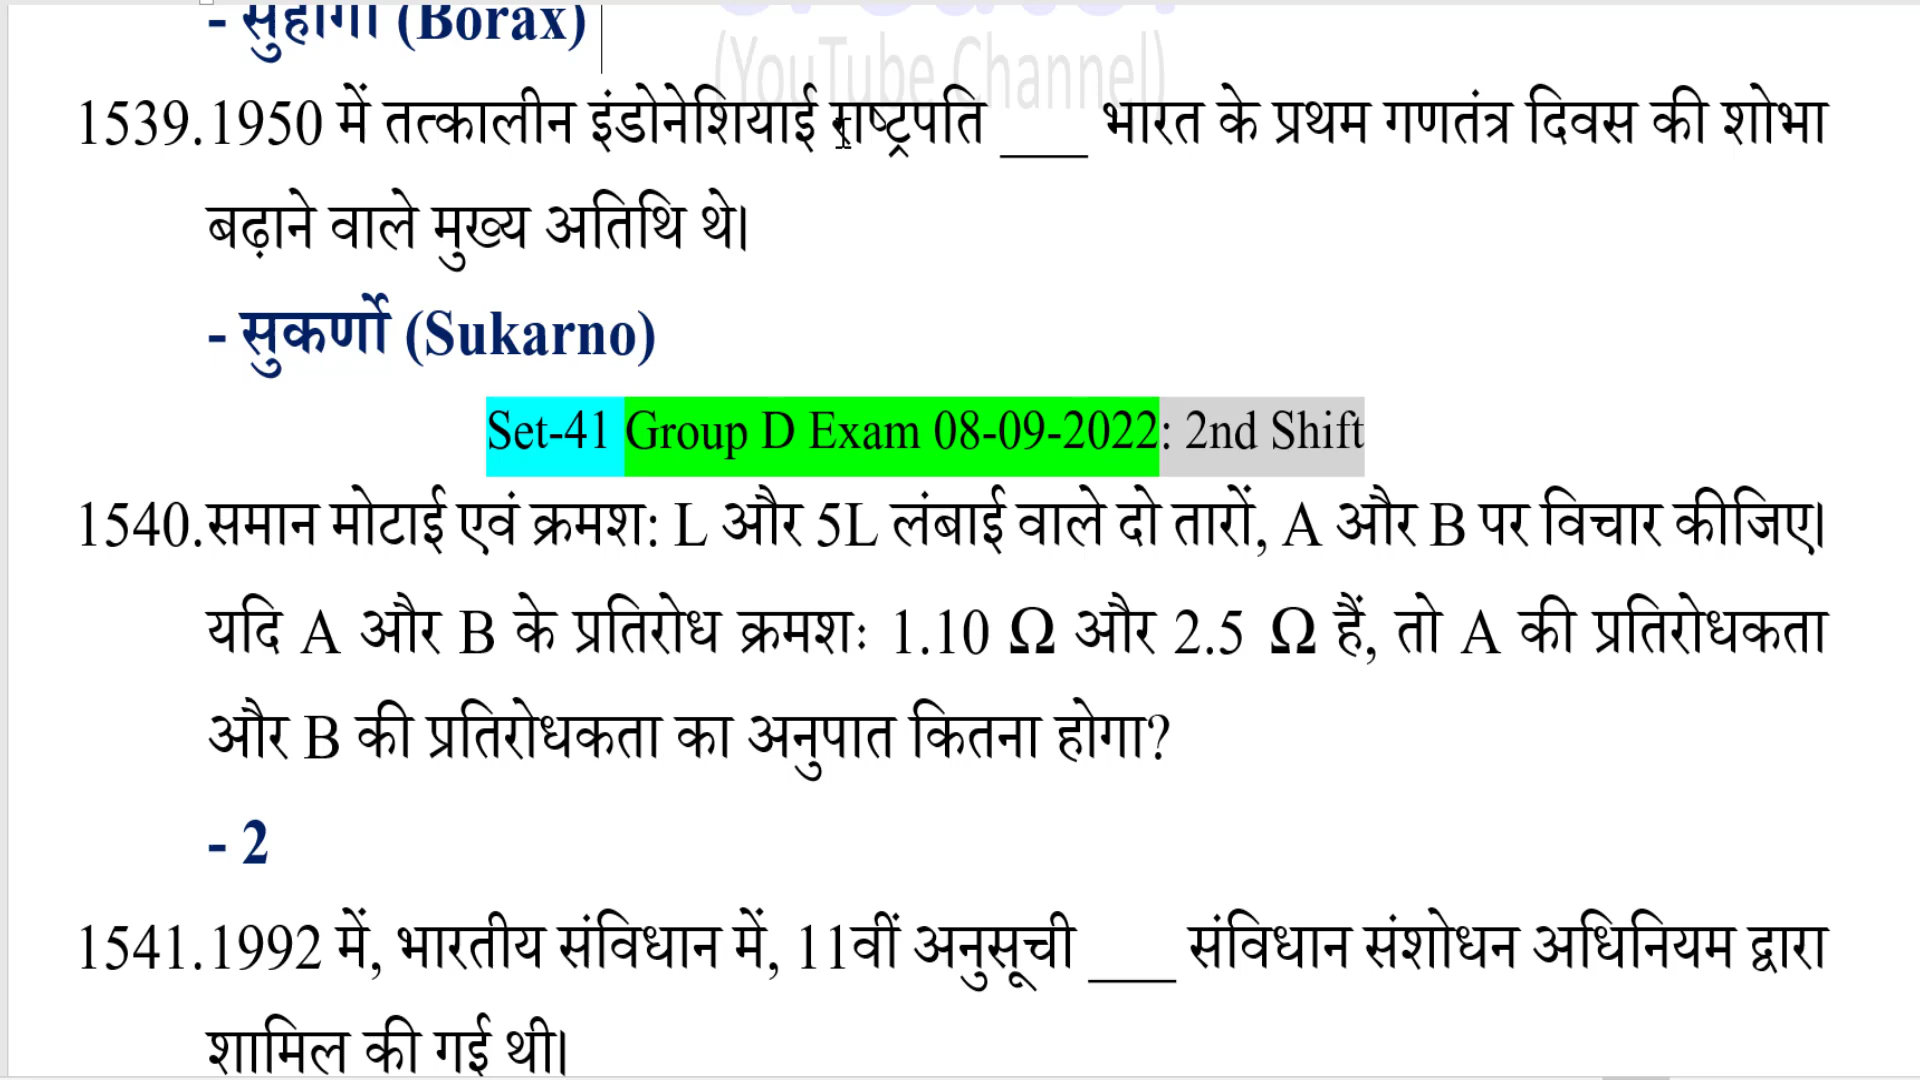 - सुहागा (Borax)
(YouTube Channel)
1539.1950 में तत्कालीन इंडोनेशियाई राष्ट्रपति ___ भारत के प्रथम गणतंत्र दिवस की शोभा
बढ़ाने वाले मुख्य अतिथि थे।
- सुकर्णो (Sukarno)
Set-41 Group D Exam 08-09-2022: 2nd Shift
1540.समान मोटाई एवं क्रमश: L और 5L लंबाई वाले दो तारों, A और B पर विचार कीजिए।
यदि A और B के प्रतिरोध क्रमशः 1.10 Ω और 2.5 Ω हैं, तो A की प्रतिरोधकता
और B की प्रतिरोधकता का अनुपात कितना होगा?
- 2
1541.1992 में, भारतीय संविधान में, 11वीं अनुसूची ___ संविधान संशोधन अधिनियम द्वारा
शामिल की गई थी।